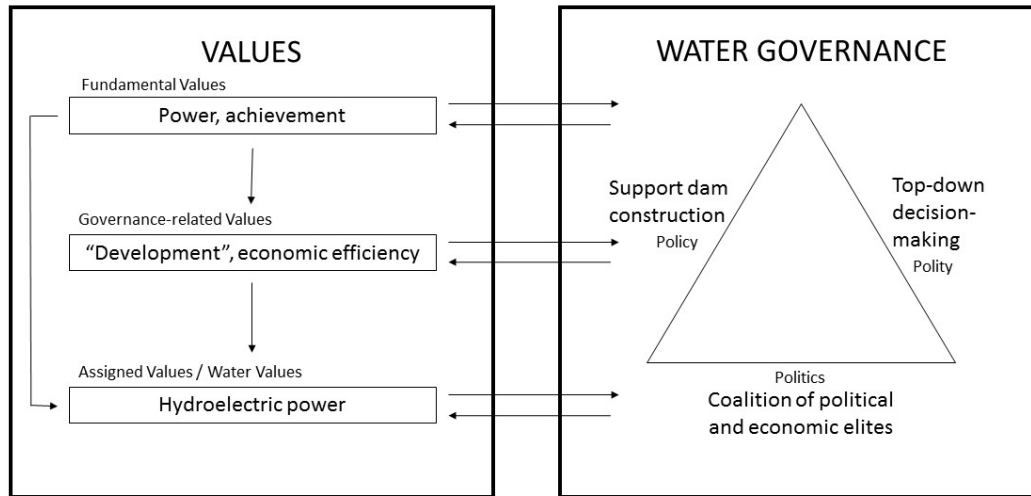 VALUES
Fundamental Values
Power, achievement
Governance-related Values
“Development”, economic efficiency
Assigned Values / Water Values
Hydroelectric power
WATER GOVERNANCE
Support dam
construction
Policy
Top-down
decision-
making
Polity
Politics
Coalition of political
and economic elites